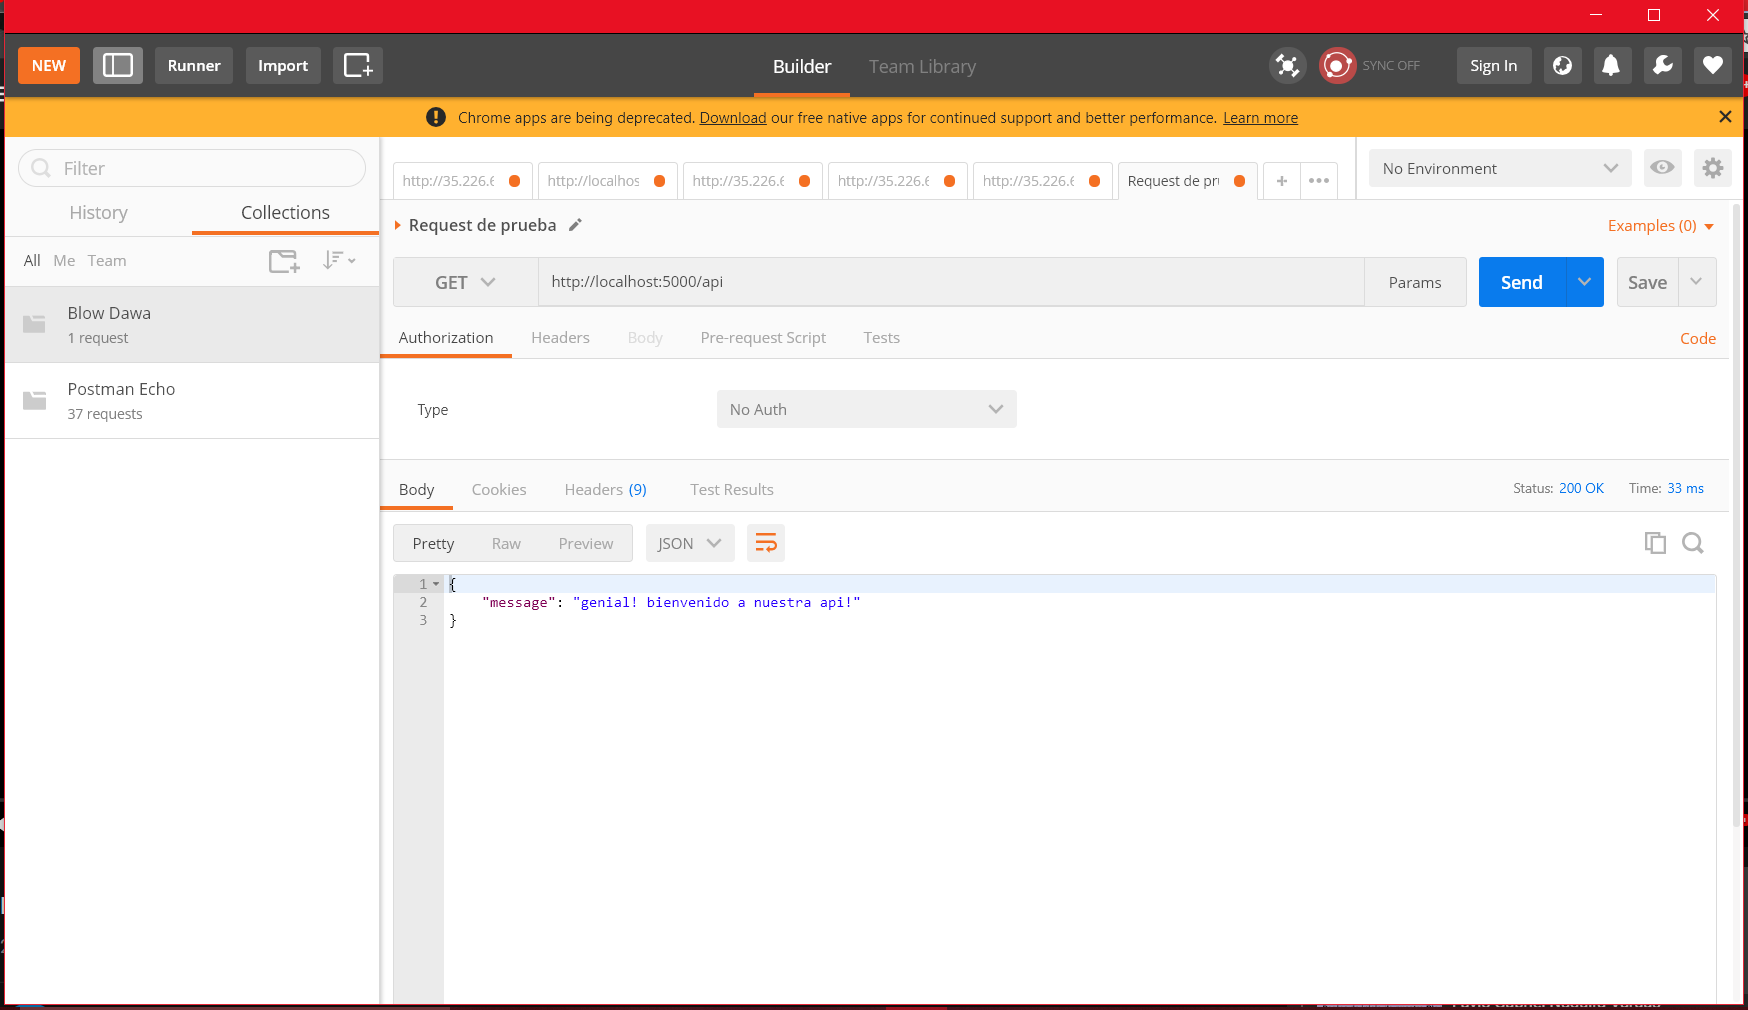 NEW Runner Import Builder Team Library SYNC OFF Sign In
Chrome apps are being deprecated. Download our free native apps for continued support and better performance. Learn more
Filter
History Collections
All Me Team
Blow Dawa
1 request
Postman Echo
37 requests
http://35.226.6 http://localhos http://35.226.6 http://35.226.6 http://35.226.6 Request de pru + No Environment
Request de prueba Examples (0)
GET http://localhost:5000/api Params Send Save
Authorization Headers Body Pre-request Script Tests Code
Type No Auth
Body Cookies Headers (9) Test Results Status: 200 OK Time: 33 ms
Pretty Raw Preview JSON
1 {
2 "message": "genial! bienvenido a nuestra api!"
3 }